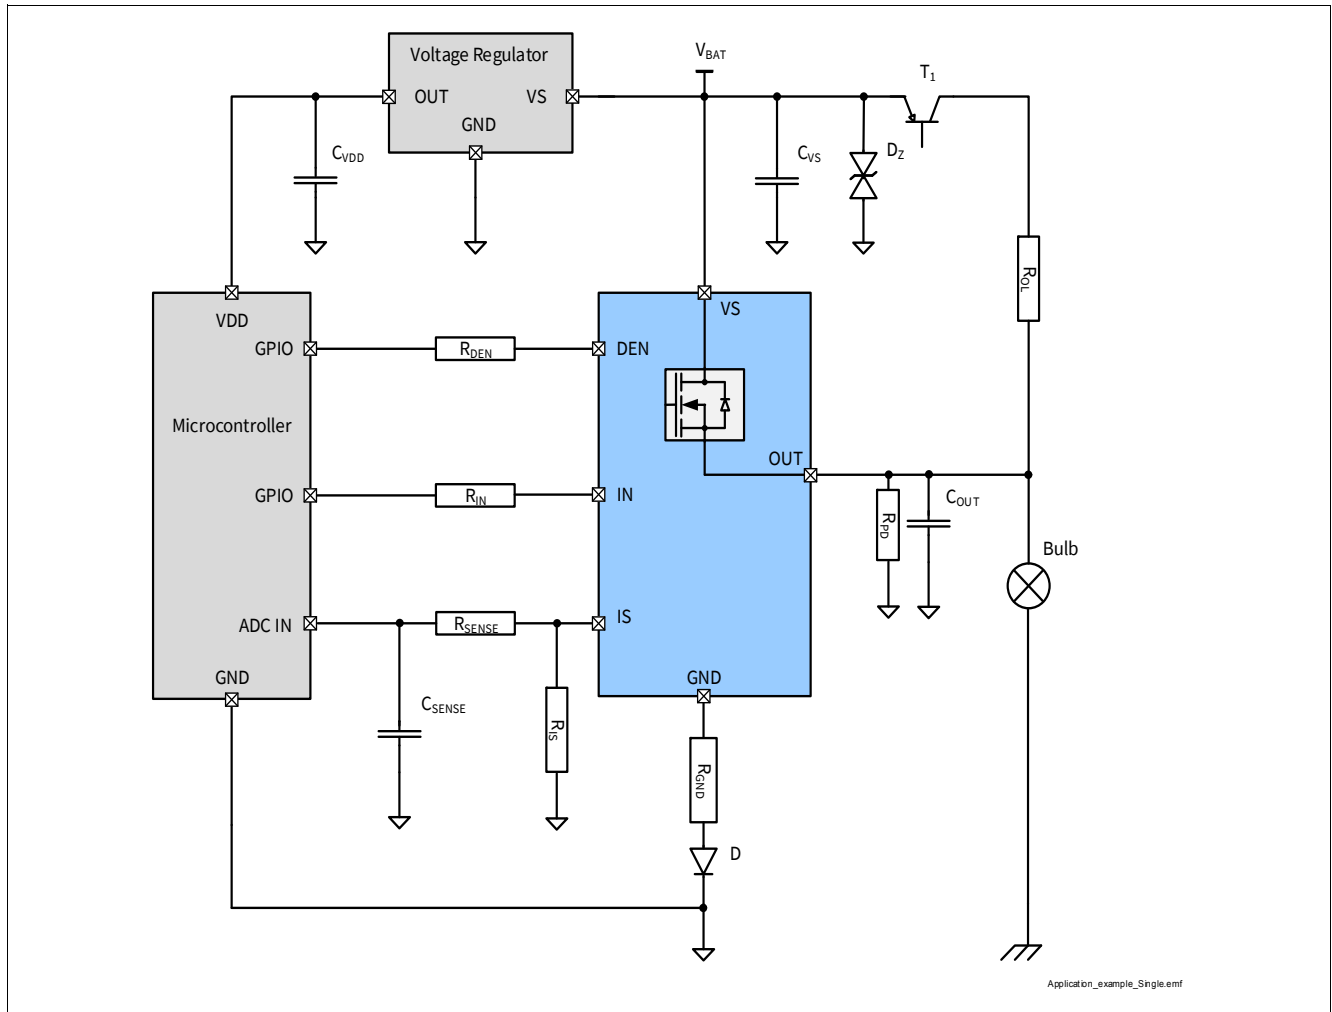 Voltage Regulator
OUT
VS
GND
VBAT
T1
CVDD
CVS
DZ
ROL
VDD
GPIO
Microcontroller
GPIO
ADC IN
GND
RDEN
RIN
RSENSE
CSENSE
RIS
VS
DEN
OUT
IN
IS
GND
RPD
COUT
Bulb
RGND
D
Application_example_Single.emf